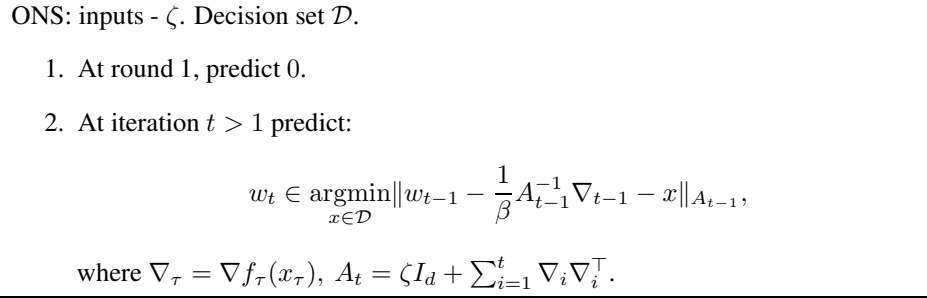 ONS: inputs - ζ. Decision set 𝒟.
1. At round 1, predict 0.
2. At iteration t > 1 predict:
w_t ∈ argmin_{x∈𝒟} ‖w_{t−1} − \frac{1}{β} A_{t−1}^{−1} ∇_{t−1} − x‖_{A_{t−1}},
where ∇_τ = ∇f_τ(x_τ), A_t = ζI_d + ∑_{i=1}^{t} ∇_i∇_i^⊤.